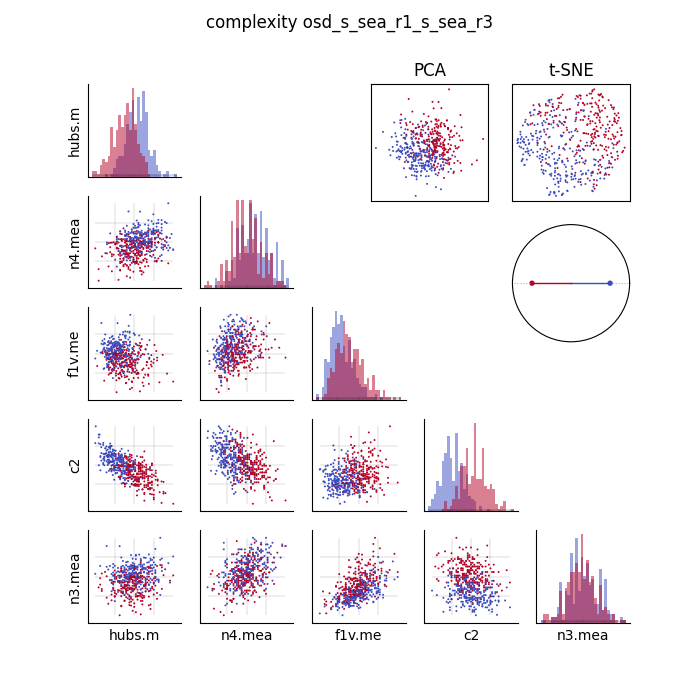 complexity osd_s_sea_r1_s_sea_r3
PCA
t-SNE
hubs.m
n4.mea
f1v.me
c2
n3.mea
hubs.m
n4.mea
f1v.me
c2
n3.mea